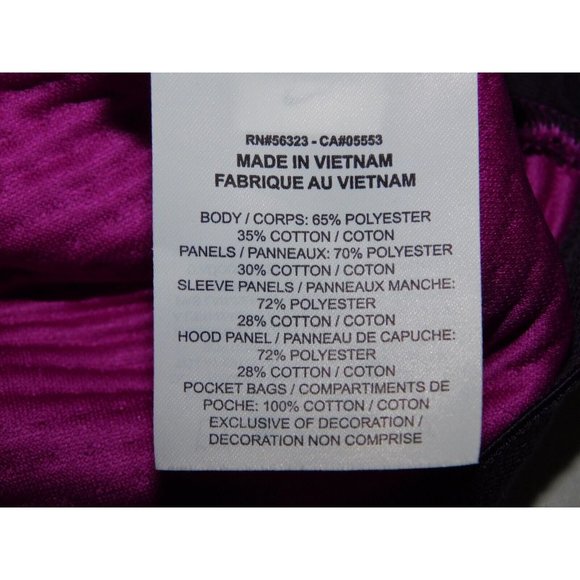 RN#56323 - CA#05553
MADE IN VIETNAM
FABRIQUE AU VIETNAM
BODY / CORPS: 65% POLYESTER
35% COTTON / COTON
PANELS / PANNEAUX: 70% POLYESTER
30% COTTON / COTON
SLEEVE PANELS / PANNEAUX MANCHE:
72% POLYESTER
28% COTTON / COTON
HOOD PANEL / PANNEAU DE CAPUCHE:
72% POLYESTER
28% COTTON / COTON
POCKET BAGS / COMPARTIMENTS DE
POCHE: 100% COTTON / COTON
EXCLUSIVE OF DECORATION /
DECORATION NON COMPRISE